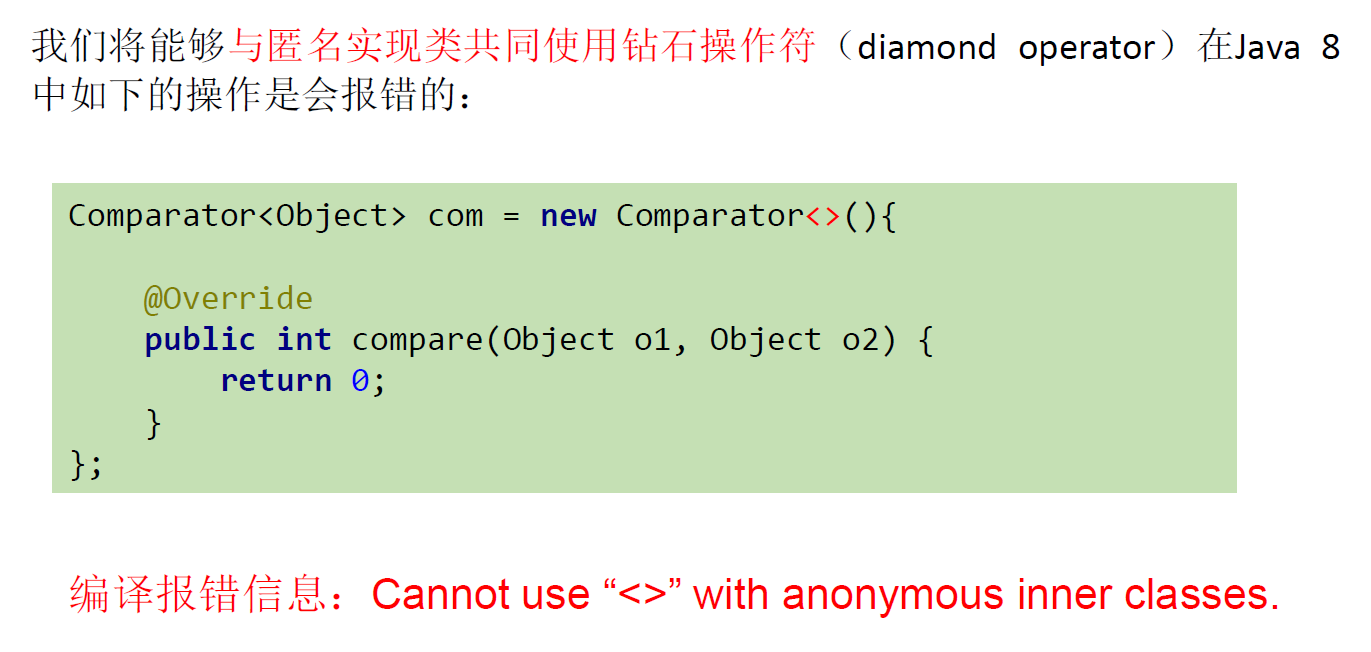 我们将能够与匿名实现类共同使用钻石操作符（diamond operator）在Java 8
中如下的操作是会报错的：
Comparator<Object> com = new Comparator<>(){
@Override
public int compare(Object o1, Object o2) {
return 0;
}
};
编译报错信息：Cannot use “<>” with anonymous inner classes.